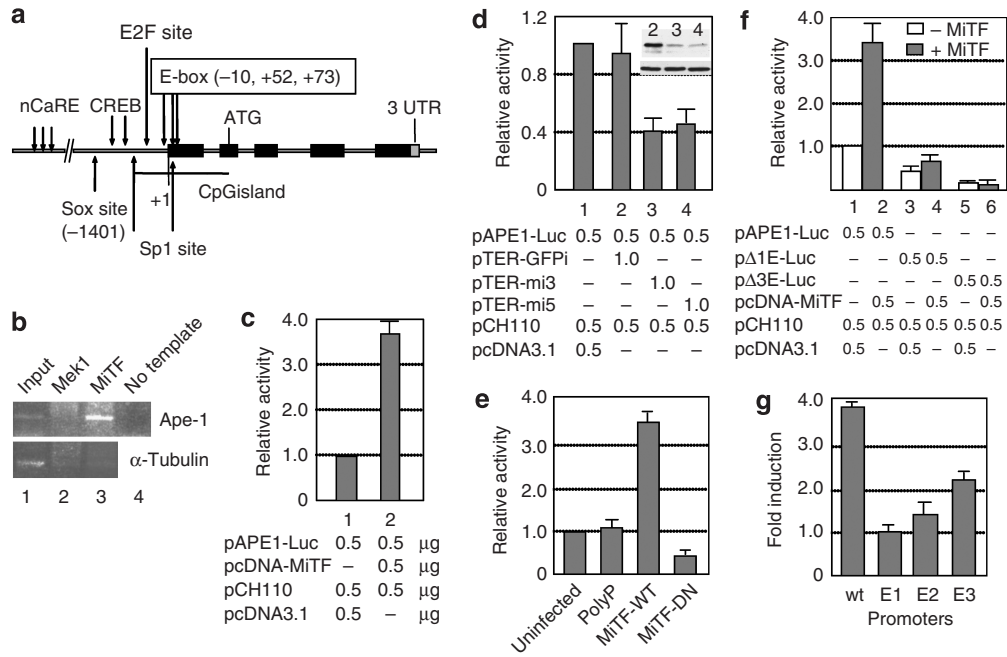 a
E2F site
E-box (–10, +52, +73)
nCaRE
CREB
ATG
3 UTR
Sox site
(–1401)
+1
CpGisland
Sp1 site
b
Input
Mek1
MiTF
No template
Ape-1
α-Tubulin
1 2 3 4
c
Relative activity
4.0
3.0
2.0
1.0
0
1 2
pAPE1-Luc 0.5 0.5 μg
pcDNA-MiTF – 0.5 μg
pCH110 0.5 0.5 μg
pcDNA3.1 0.5 – μg
d
Relative activity
1.2
0.8
0.4
0
2 3 4
1 2 3 4
pAPE1-Luc 0.5 0.5 0.5 0.5
pTER-GFPi – 1.0 – –
pTER-mi3 – – 1.0 –
pTER-mi5 – – – 1.0
pCH110 0.5 0.5 0.5 0.5
pcDNA3.1 0.5 – – –
e
Relative activity
4.0
3.0
2.0
1.0
0
Uninfected
PolyP
MiTF-WT
MiTF-DN
f
Relative activity
4.0
3.0
2.0
1.0
0
– MiTF
+ MiTF
1 2 3 4 5 6
pAPE1-Luc 0.5 0.5 – – – –
pΔ1E-Luc – – 0.5 0.5 – –
pΔ3E-Luc – – – – 0.5 0.5
pcDNA-MiTF – 0.5 – 0.5 – 0.5
pCH110 0.5 0.5 0.5 0.5 0.5 0.5
pcDNA3.1 0.5 – 0.5 – 0.5 –
g
Fold induction
4.0
3.0
2.0
1.0
0
wt E1 E2 E3
Promoters